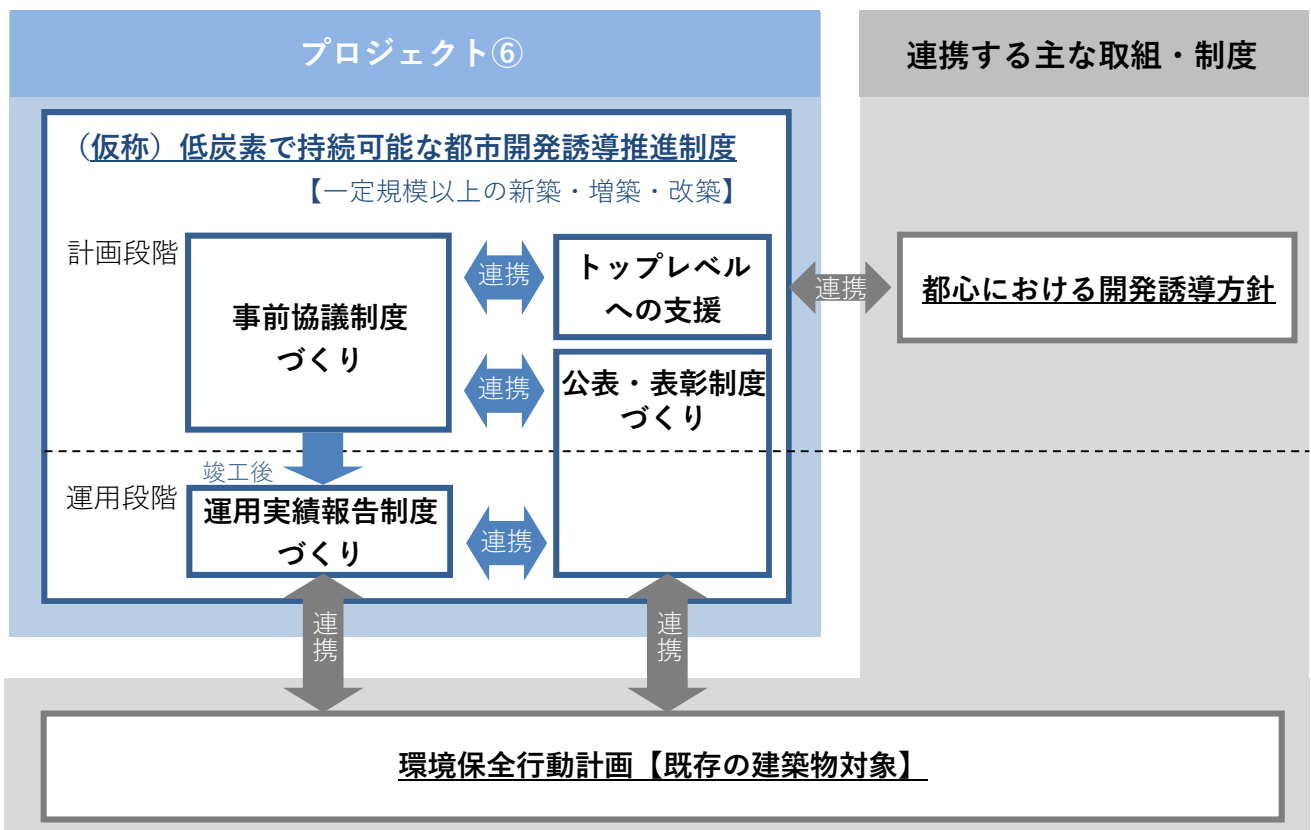 プロジェクト⑥
連携する主な取組・制度
（仮称）低炭素で持続可能な都市開発誘導推進制度
【一定規模以上の新築・増築・改築】
計画段階
事前協議制度
づくり
連携
トップレベル
への支援
連携
都心における開発誘導方針
連携
公表・表彰制度
づくり
竣工後
運用段階
運用実績報告制度
づくり
連携
連携
連携
環境保全行動計画【既存の建築物対象】